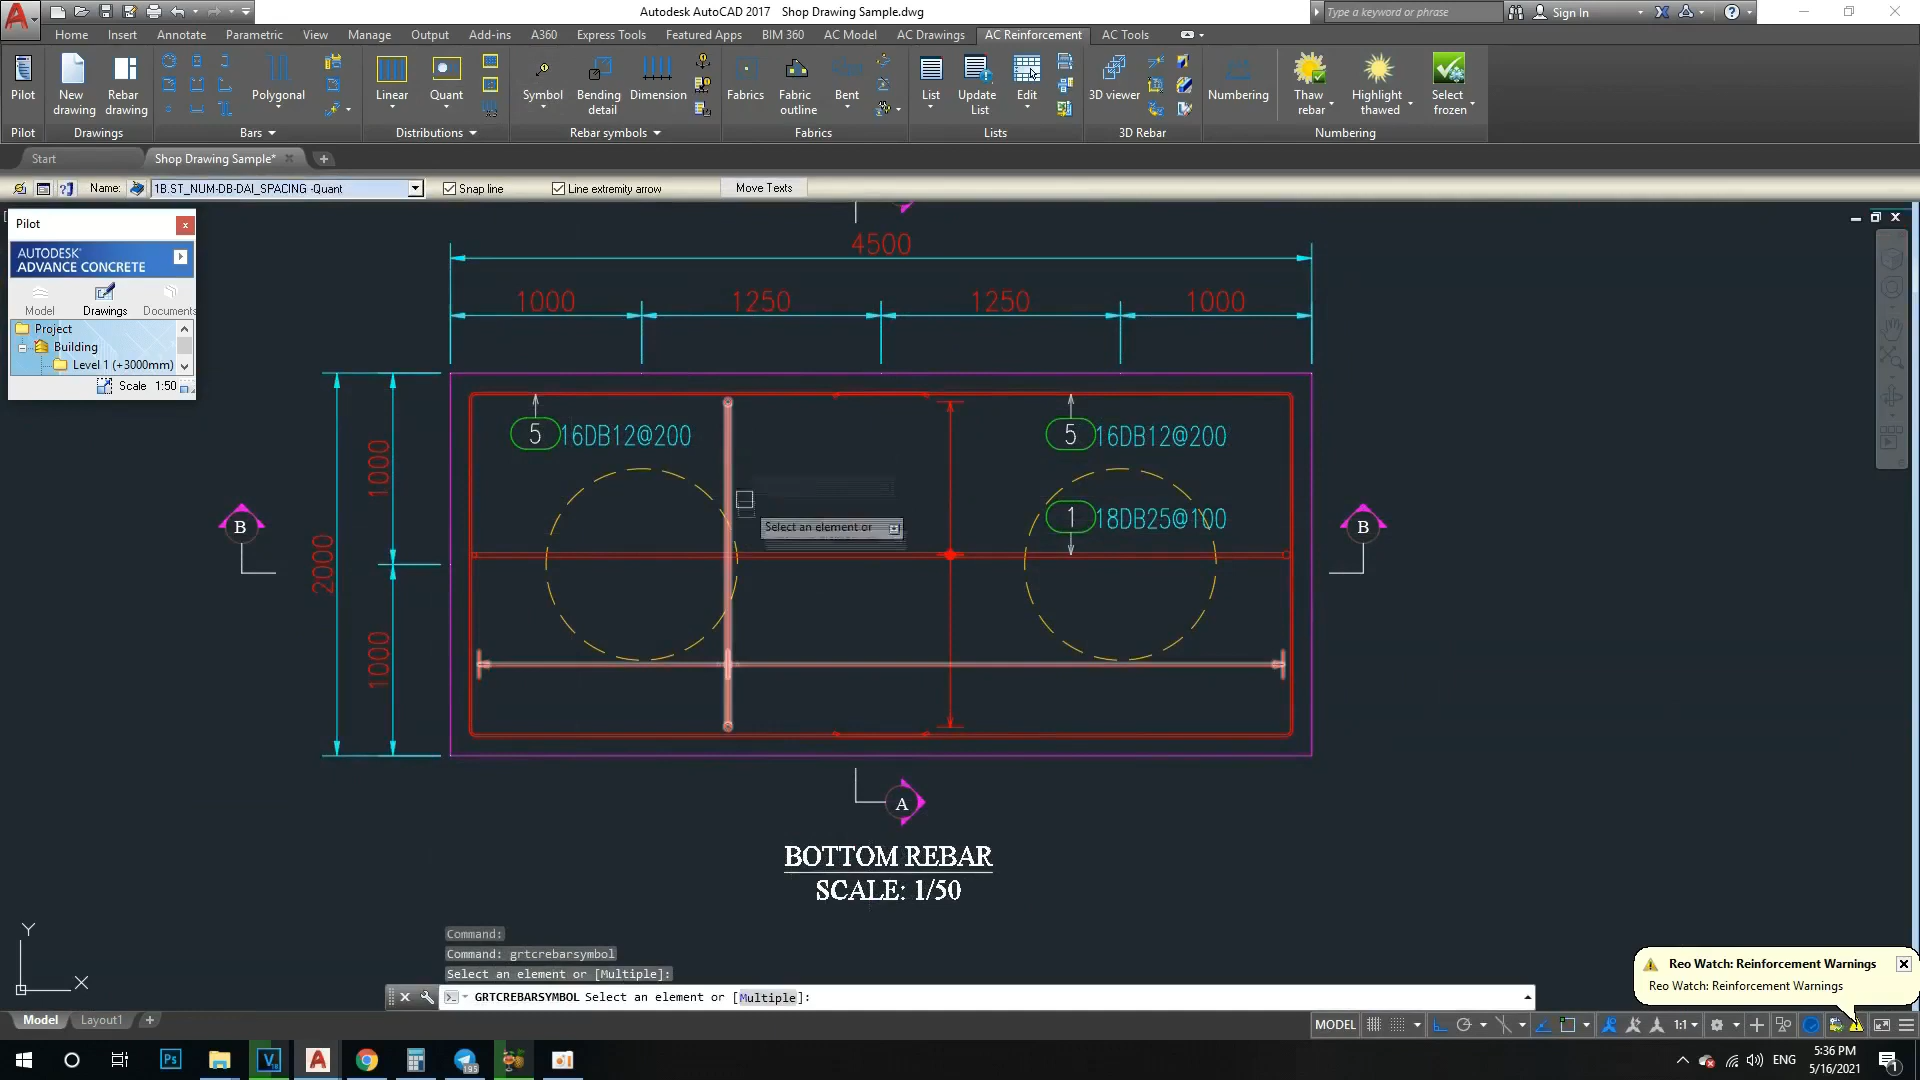 Autodesk AutoCAD 2017 Shop Drawing Sample.dwg
Type a keyword or phrase
Sign In
Home Insert Annotate Parametric View Manage Output Add-ins A360 Express Tools Featured Apps BIM 360 AC Model AC Drawings AC Reinforcement AC Tools
Pilot New drawing Rebar drawing Polygonal Linear Quant Symbol Bending detail Dimension Fabrics Fabric outline Bent List Update List Edit 3D viewer Numbering Thaw rebar Highlight thawed Select frozen
Pilot Drawings Bars Distributions Rebar symbols Fabrics Lists 3D Rebar Numbering
Start Shop Drawing Sample*
Name: 1B.ST_NUM-DB-DAI_SPACING -Quant Snap line Line extremity arrow Move Texts
Pilot
AUTODESK
ADVANCE CONCRETE
Model Drawings Documents
Project
Building
Level 1 (+3000mm)
Scale 1:50
4500
1000 1250 1250 1000
5 16DB12@200
5 16DB12@200
1 18DB25@100
Select an element or
2000
1000
1000
B
B
A
BOTTOM REBAR
SCALE: 1/50
Y
X
Command:
Command: grtcrebarsymbol
Select an element or [Multiple]:
GRTCREBARSYMBOL Select an element or [Multiple]:
Reo Watch: Reinforcement Warnings
Reo Watch: Reinforcement Warnings
Model Layout1
MODEL 1:1
Ps
V
A
195
ENG
5:36 PM
5/16/2021
1